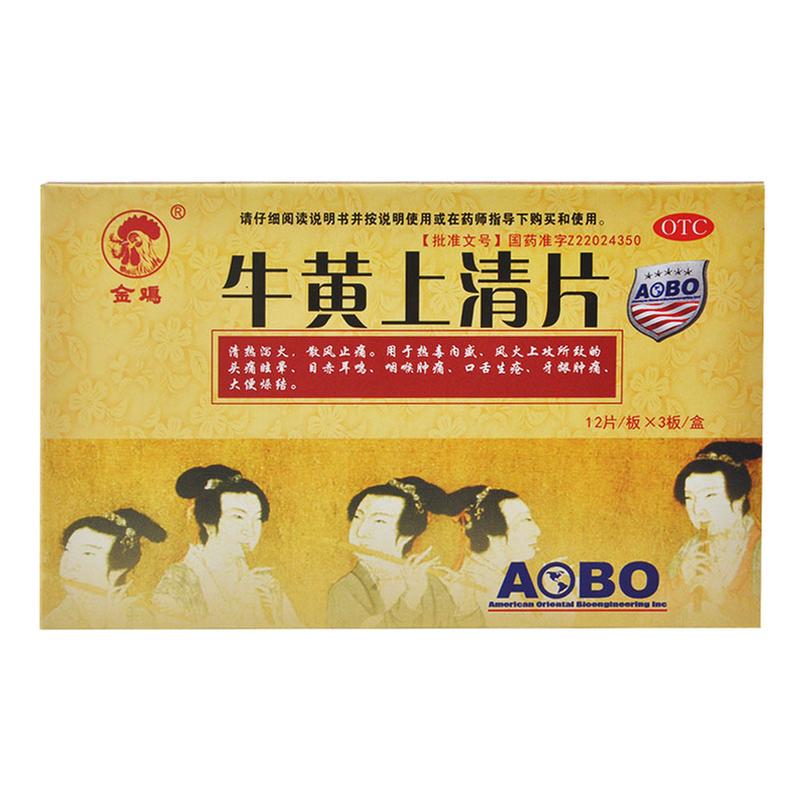 请仔细阅读说明书并按说明使用或在药师指导下购买和使用。
OTC
®
【批准文号】国药准字Z22024350
金鸡
牛黄上清片
AOBO
清热泻火，散风止痛。用于热毒内盛、风火上攻所致的
头痛眩晕、目赤耳鸣、咽喉肿痛、口舌生疮、牙龈肿痛、
大便燥结。
12片/板×3板/盒
AOBO
American Oriental Bioengineering Inc